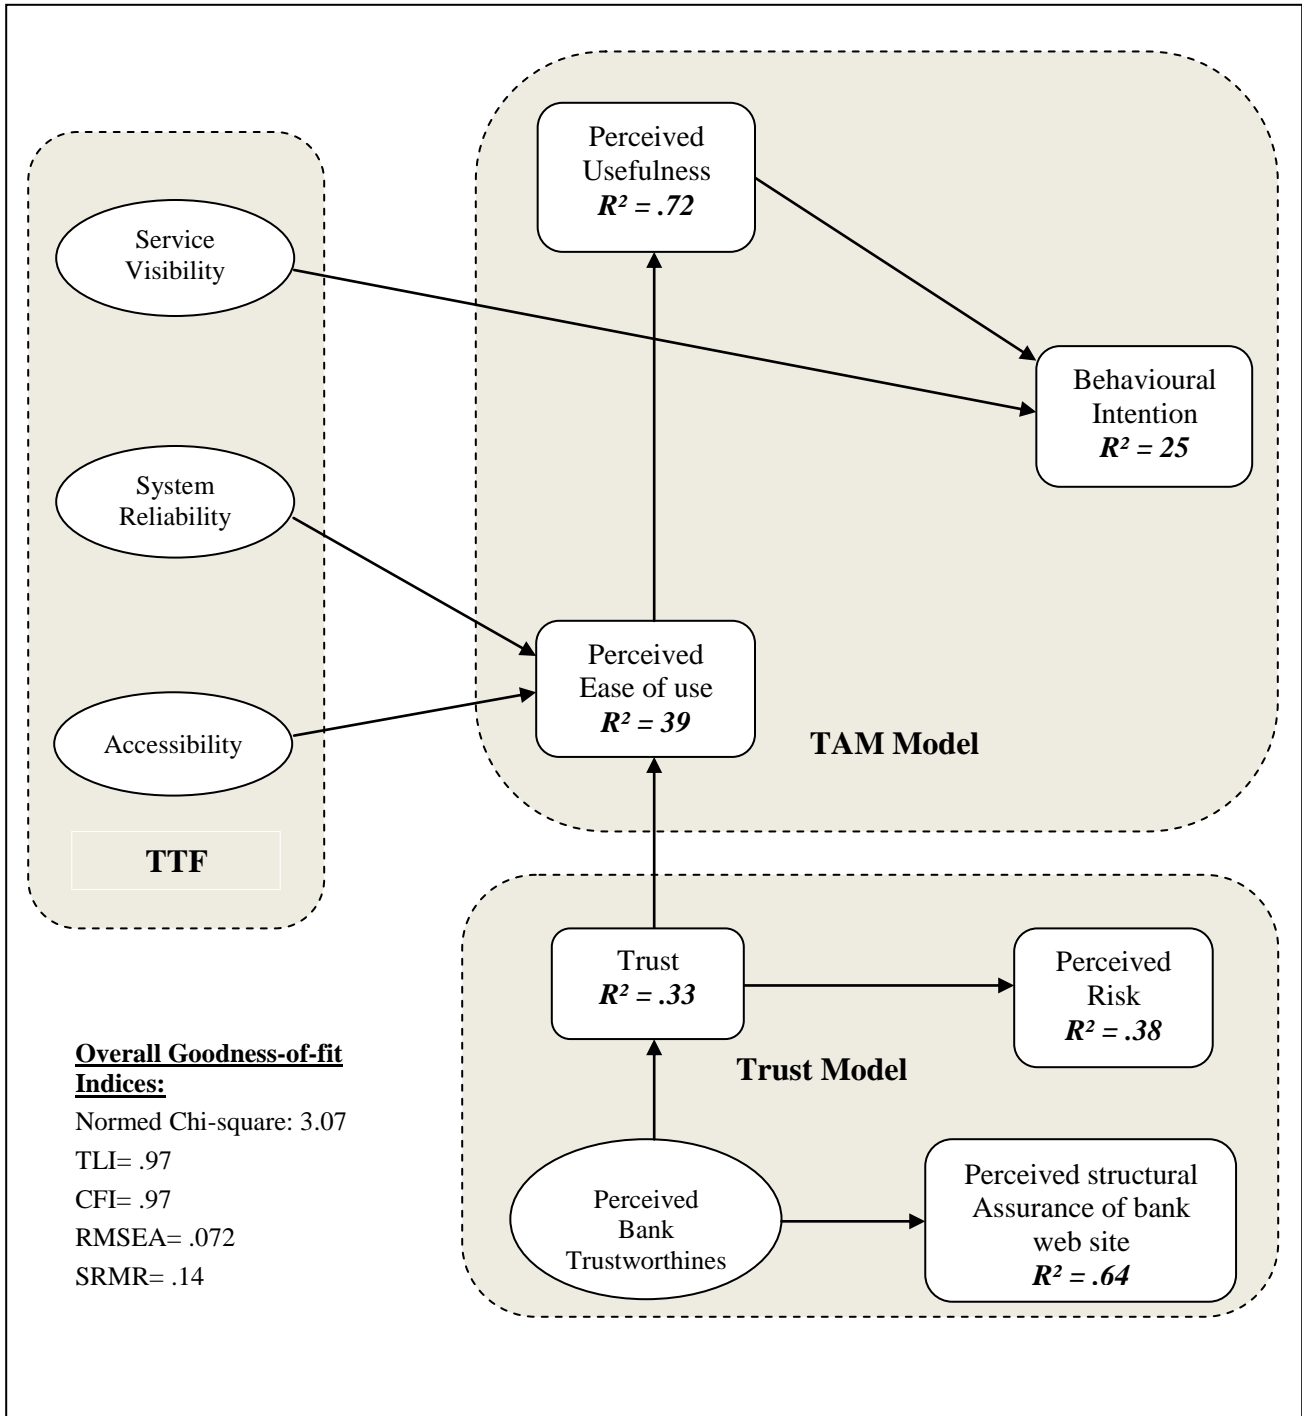 Perceived
Usefulness
R² = .72
Service
Visibility
Behavioural
Intention
R² = 25
System
Reliability
Perceived
Ease of use
R² = 39
Accessibility
TAM Model
TTF
Trust
R² = .33
Perceived
Risk
R² = .38
Trust Model
Overall Goodness-of-fit
Indices:
Normed Chi-square: 3.07
TLI= .97
CFI= .97
RMSEA= .072
SRMR= .14
Perceived
Bank
Trustworthines
Perceived structural
Assurance of bank
web site
R² = .64